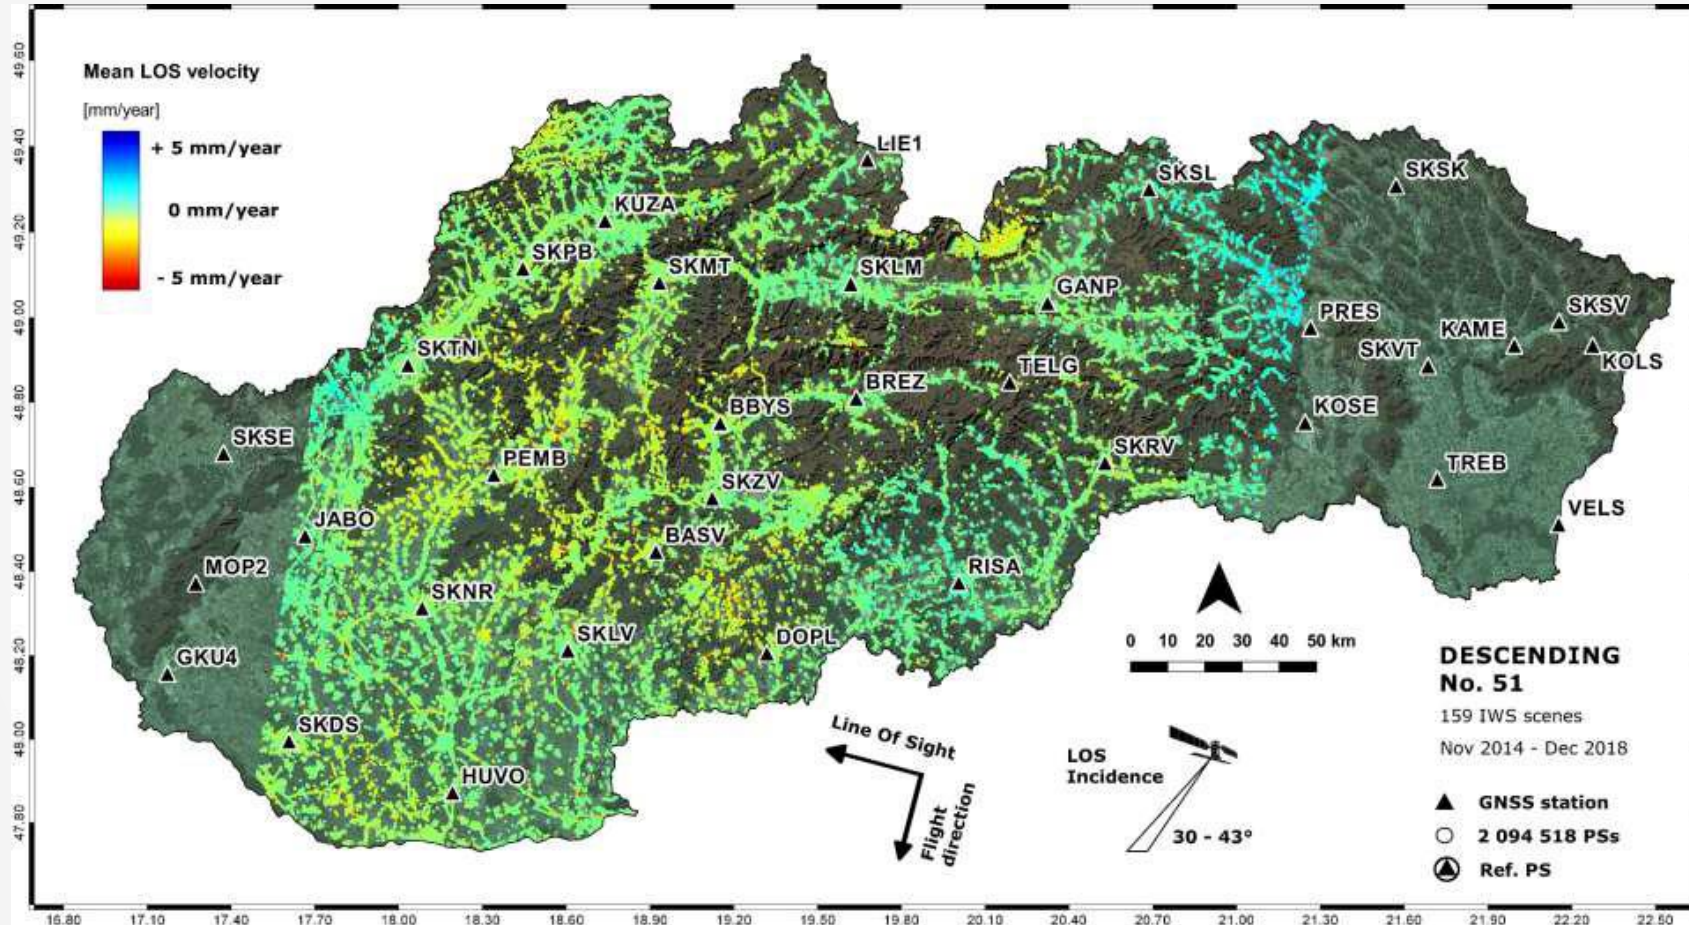 Mean LOS velocity
[mm/year]
+ 5 mm/year
0 mm/year
- 5 mm/year
49.60
49.40
49.20
49.00
48.80
48.60
48.40
48.20
48.00
47.80
LIE1
SKSL
SKSK
KUZA
SKPB
SKMT
SKLM
GANP
PRES
SKSV
KAME
SKVT
KOLS
SKTN
TELG
BREZ
BBYS
KOSE
SKSE
PEMB
SKRV
TREB
SKZV
VELS
JABO
BASV
MOP2
RISA
SKNR
SKLV
DOPL
GKU4
SKDS
HUVO
0 10 20 30 40 50 km
Line Of Sight
Flight
direction
LOS
Incidence
30 - 43°
DESCENDING
No. 51
159 IWS scenes
Nov 2014 - Dec 2018
GNSS station
2 094 518 PSs
Ref. PS
16.80 17.10 17.40 17.70 18.00 18.30 18.60 18.90 19.20 19.50 19.80 20.10 20.40 20.70 21.00 21.30 21.60 21.90 22.20 22.50